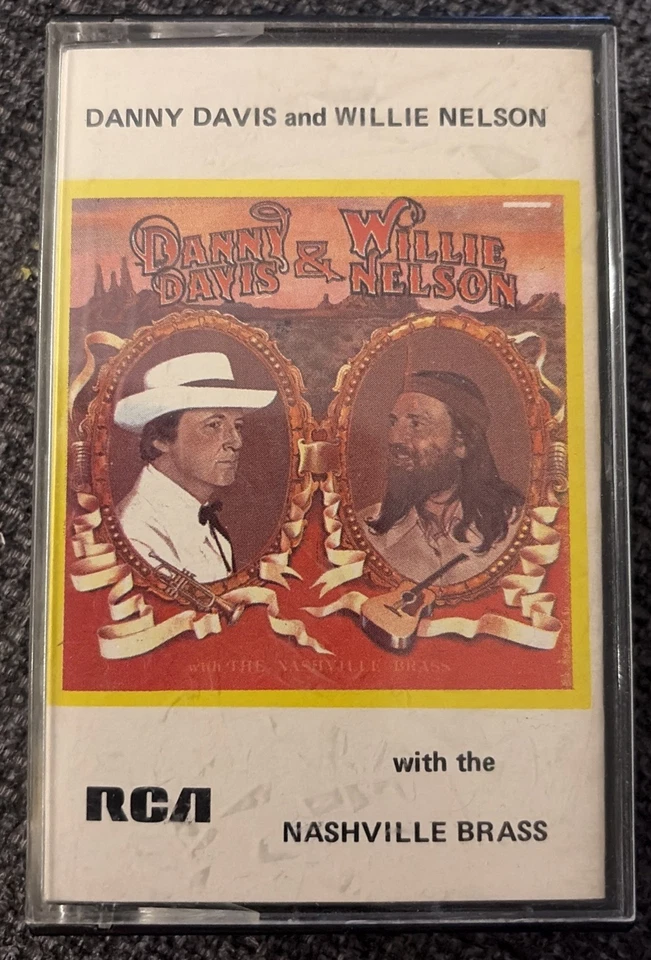 DANNY DAVIS and WILLIE NELSON
DANNY DAVIS & WILLIE NELSON
with THE NASHVILLE BRASS
with the
RCA
NASHVILLE BRASS